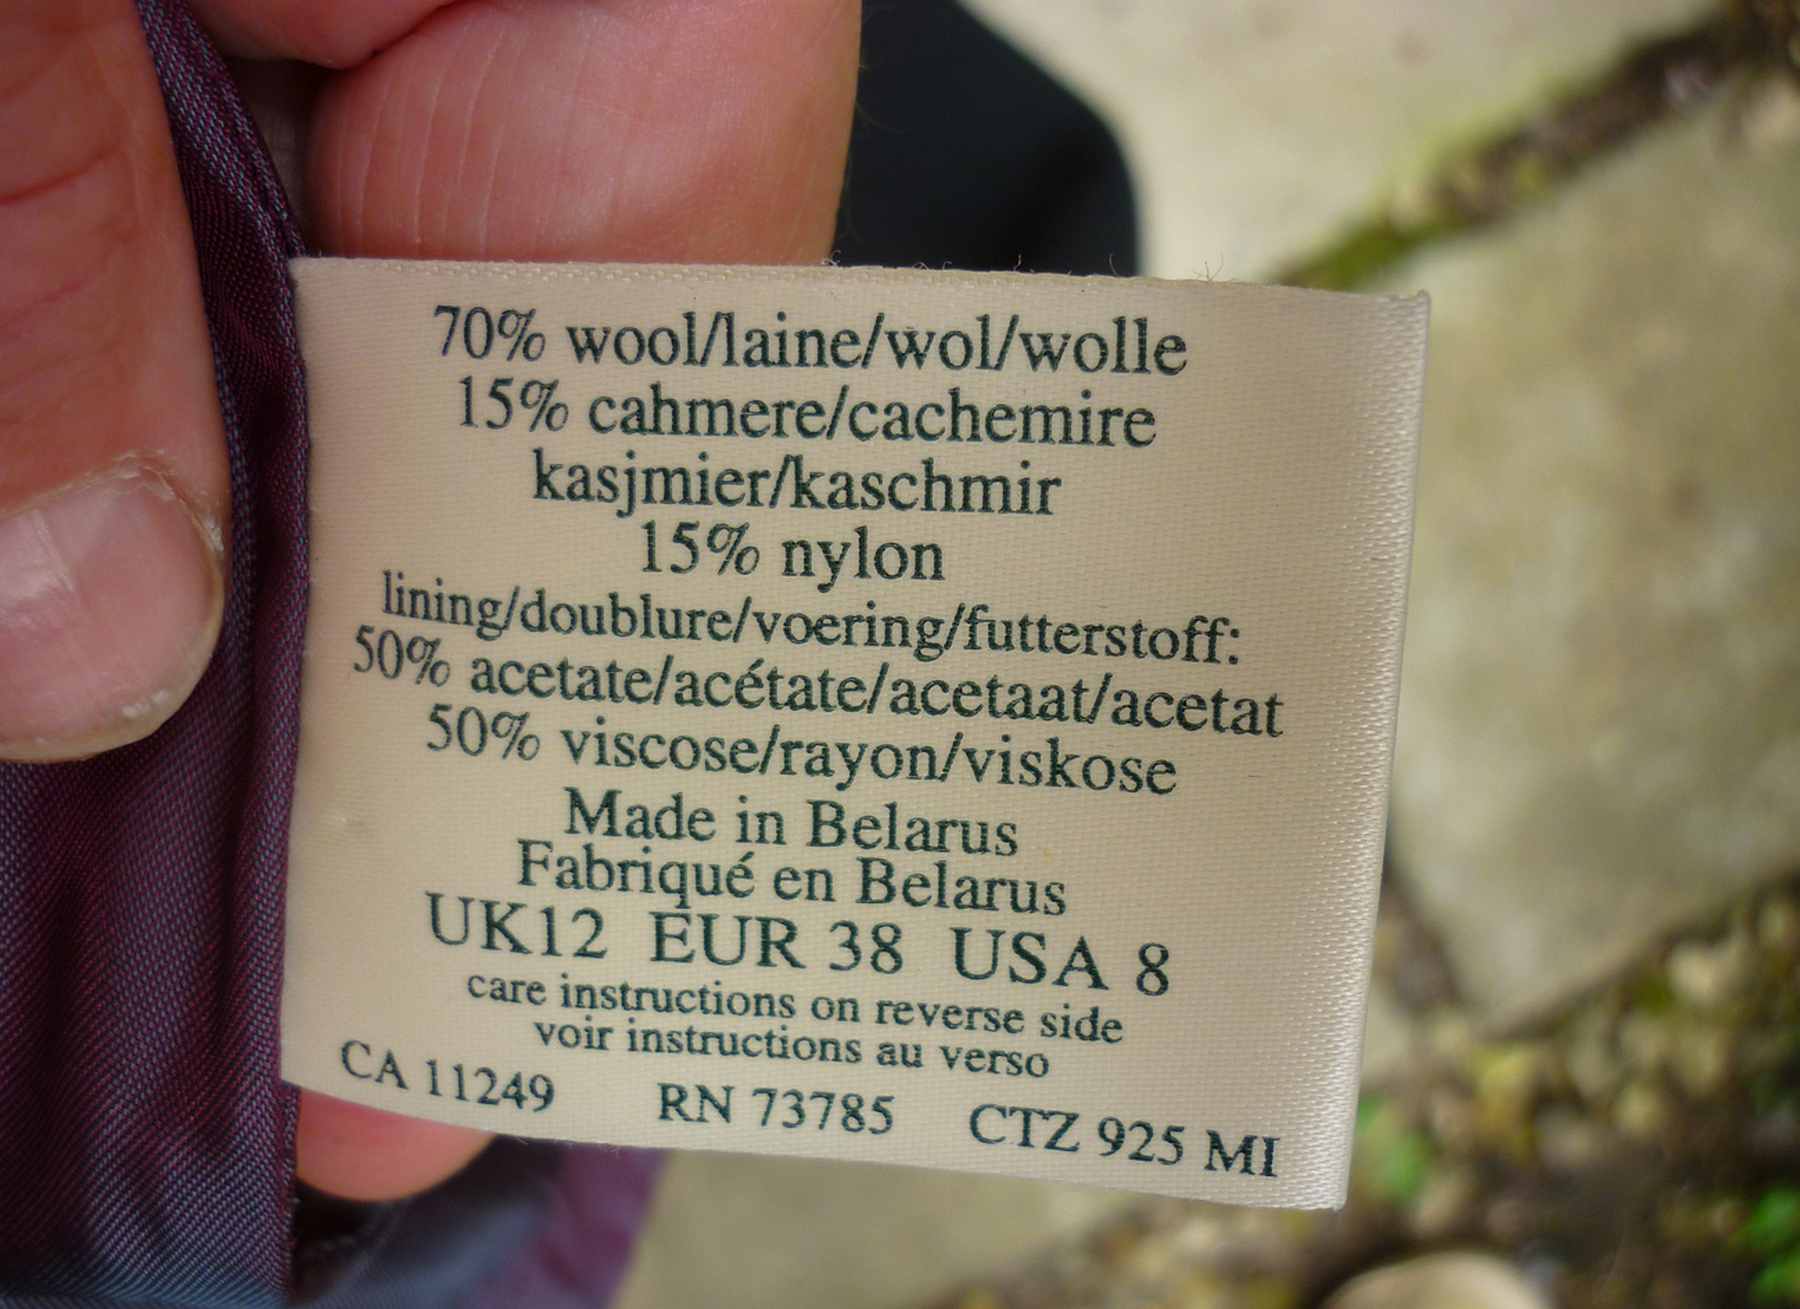 70% wool/laine/wol/wolle
15% cahmere/cachemire
kasjmier/kaschmir
15% nylon
lining/doublure/voering/futterstoff:
50% acetate/acétate/acetaat/acetat
50% viscose/rayon/viskose
Made in Belarus
Fabriqué en Belarus
UK12 EUR 38 USA 8
care instructions on reverse side
voir instructions au verso
CA 11249 RN 73785 CTZ 925 MI